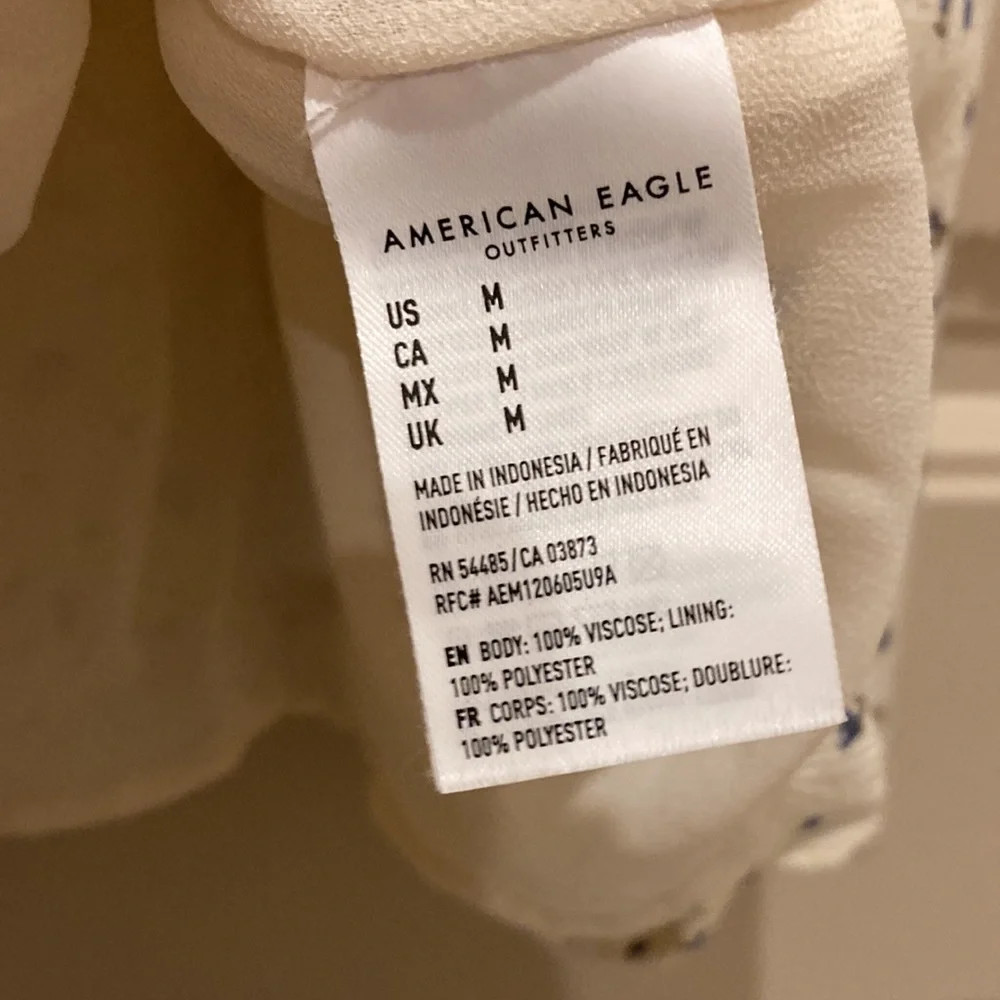 AMERICAN EAGLE
OUTFITTERS
US M
CA M
MX M
UK M
MADE IN INDONESIA / FABRIQUÉ EN
INDONÉSIE / HECHO EN INDONESIA
RN 54485/CA 03873
RFC# AEM120605U9A
EN BODY: 100% VISCOSE; LINING:
100% POLYESTER
FR CORPS: 100% VISCOSE; DOUBLURE:
100% POLYESTER